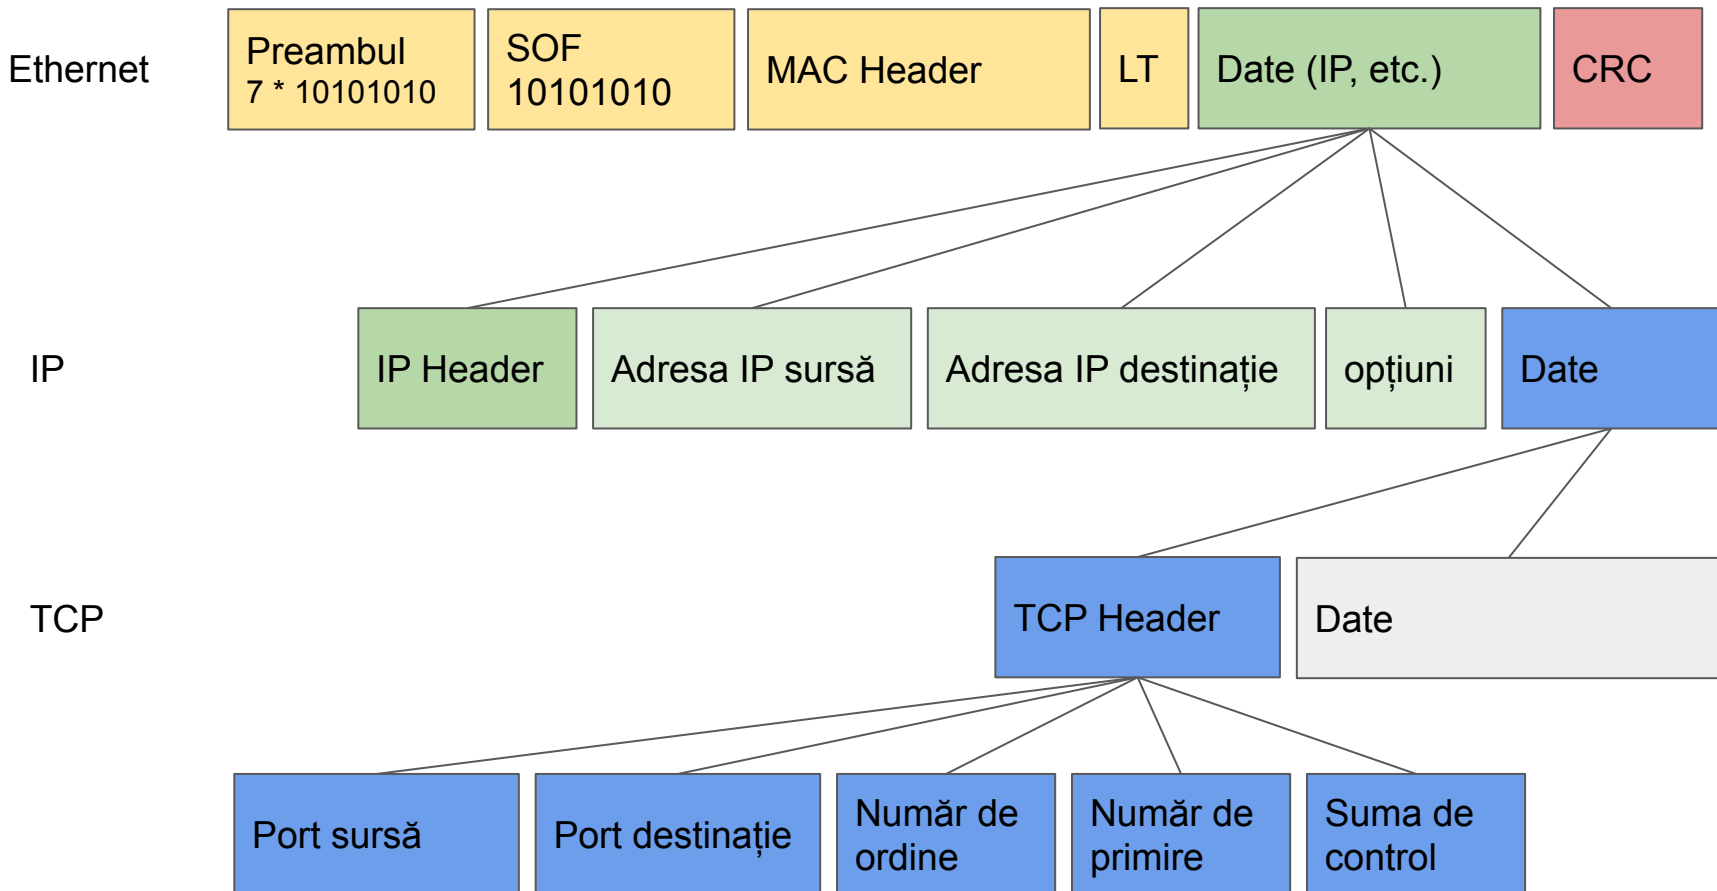 Ethernet
Preambul
7 * 10101010
SOF
10101010
MAC Header
LT
Date (IP, etc.)
CRC
IP
IP Header
Adresa IP sursă
Adresa IP destinație
opțiuni
Date
TCP
TCP Header
Date
Port sursă
Port destinație
Număr de
ordine
Număr de
primire
Suma de
control